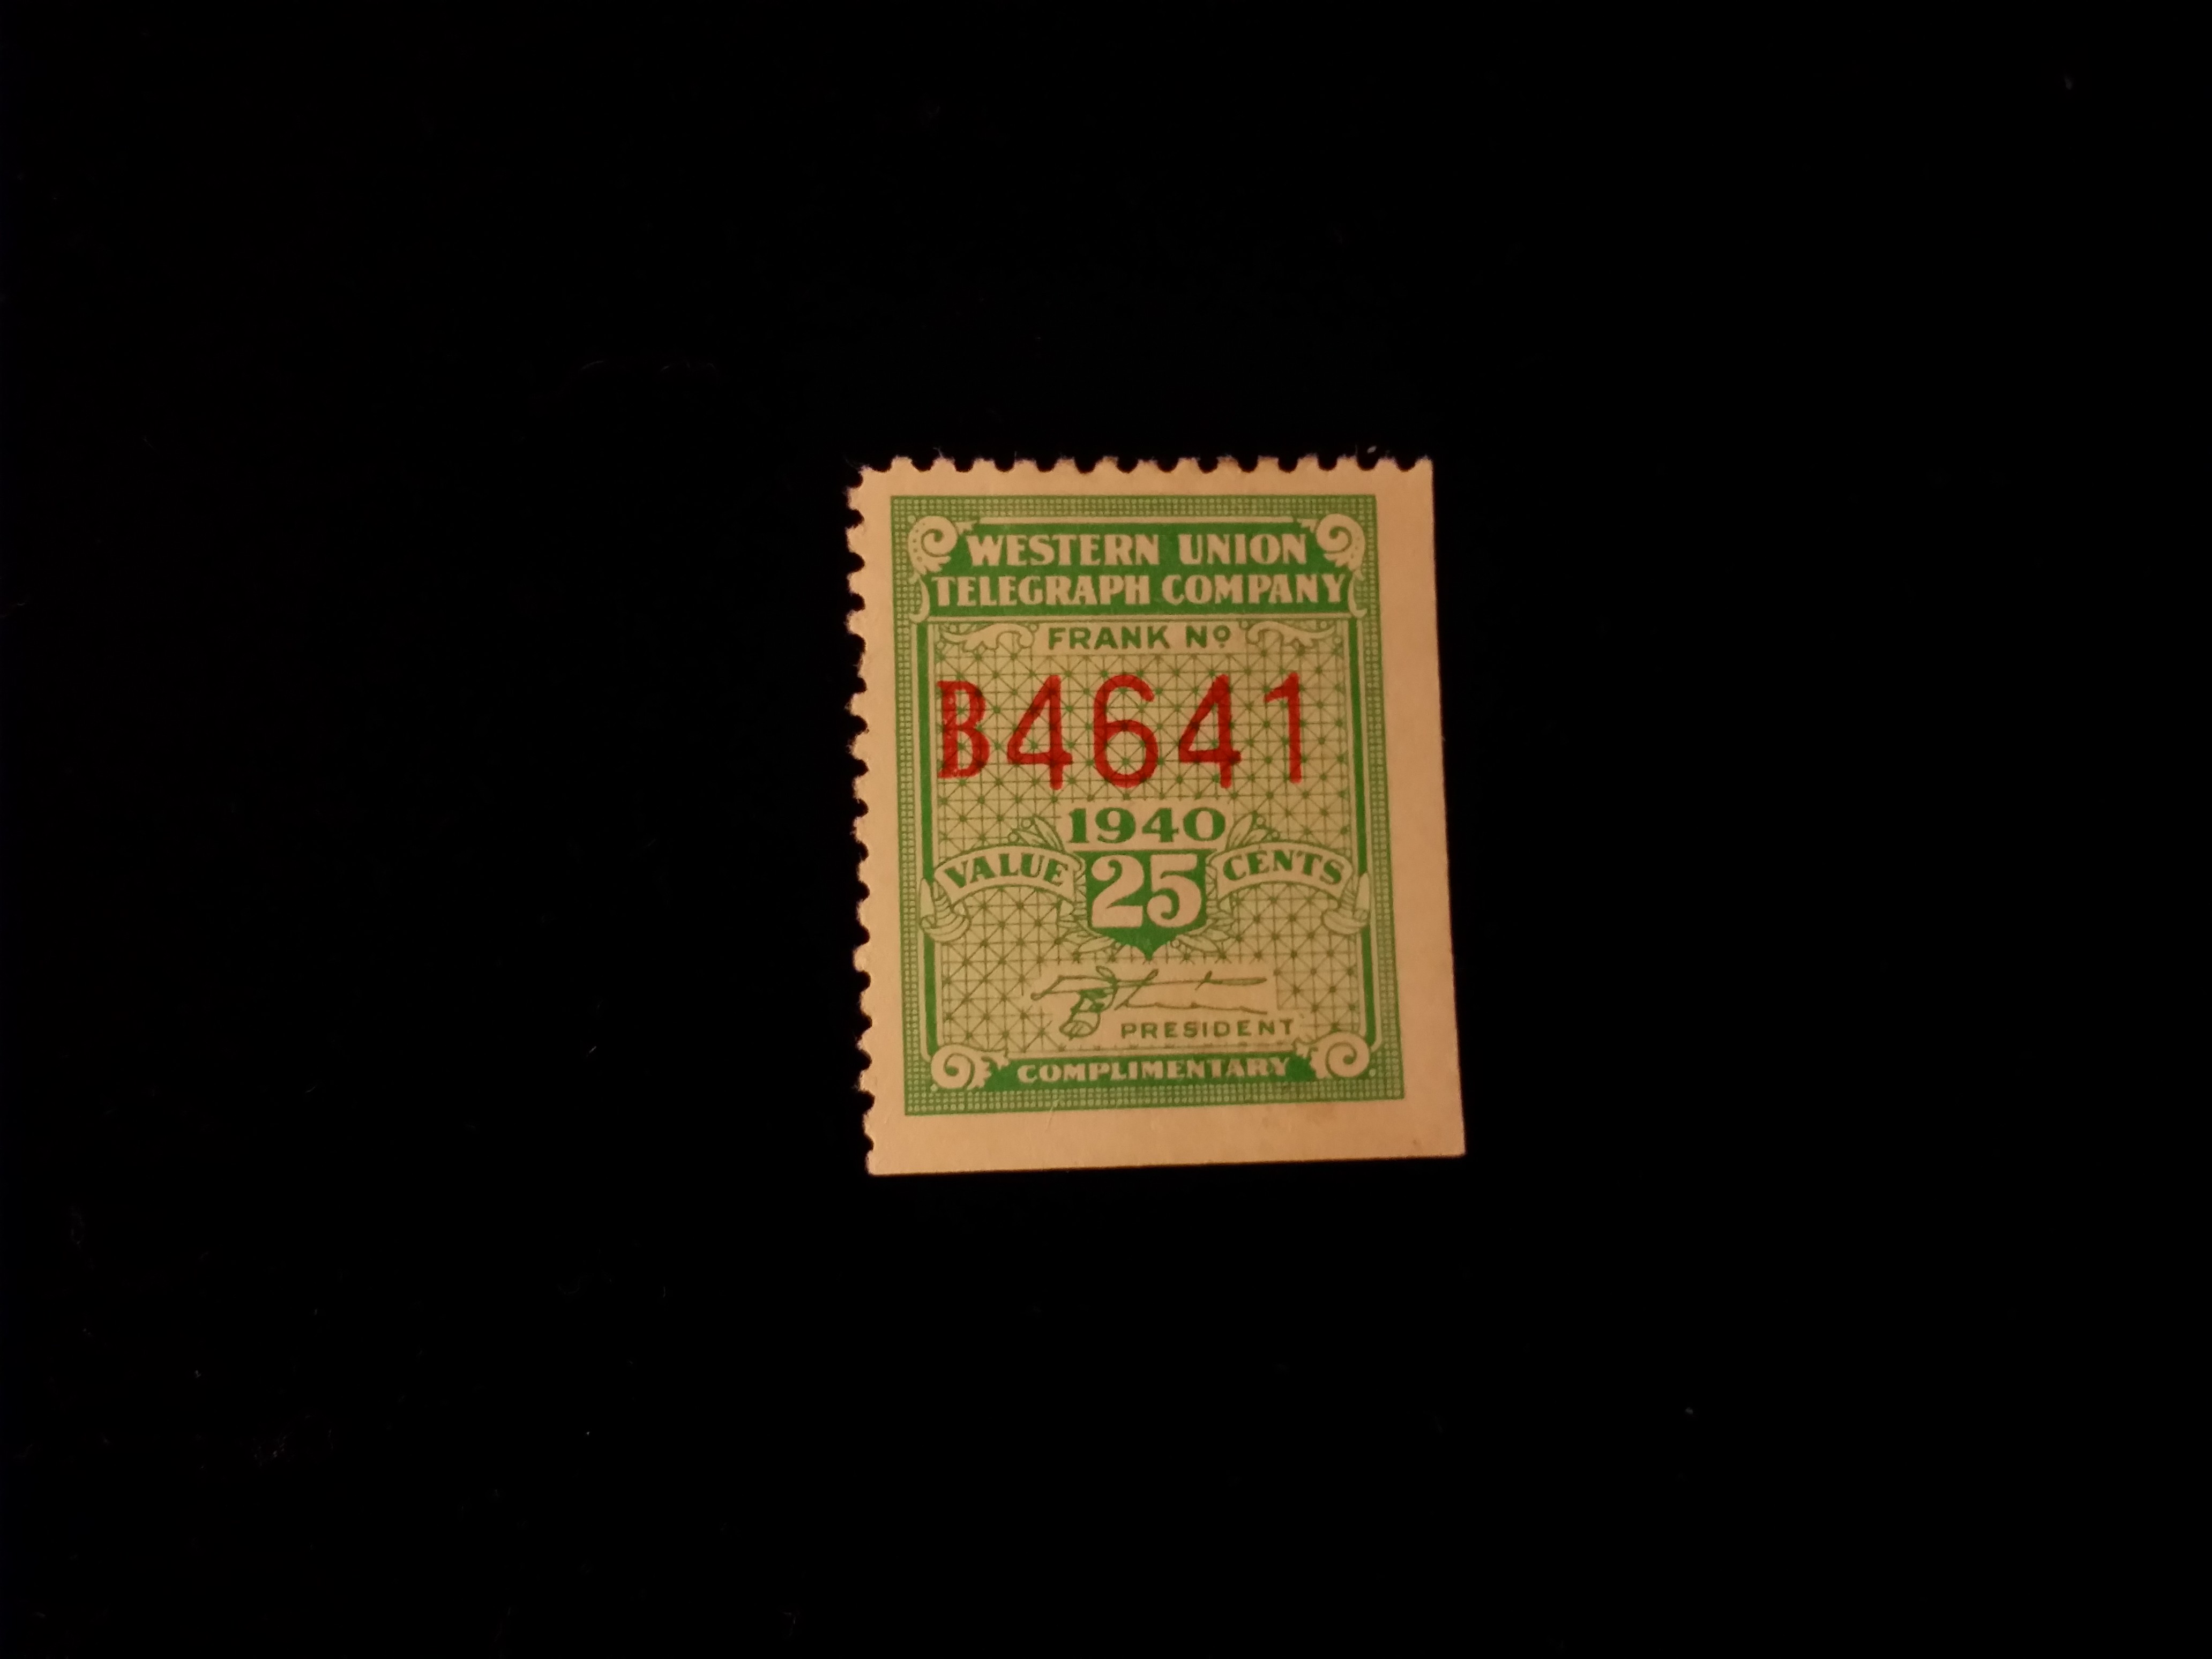 WESTERN UNION
TELEGRAPH COMPANY
FRANK Nº
B4641
1940
VALUE 25 CENTS
PRESIDENT
COMPLIMENTARY